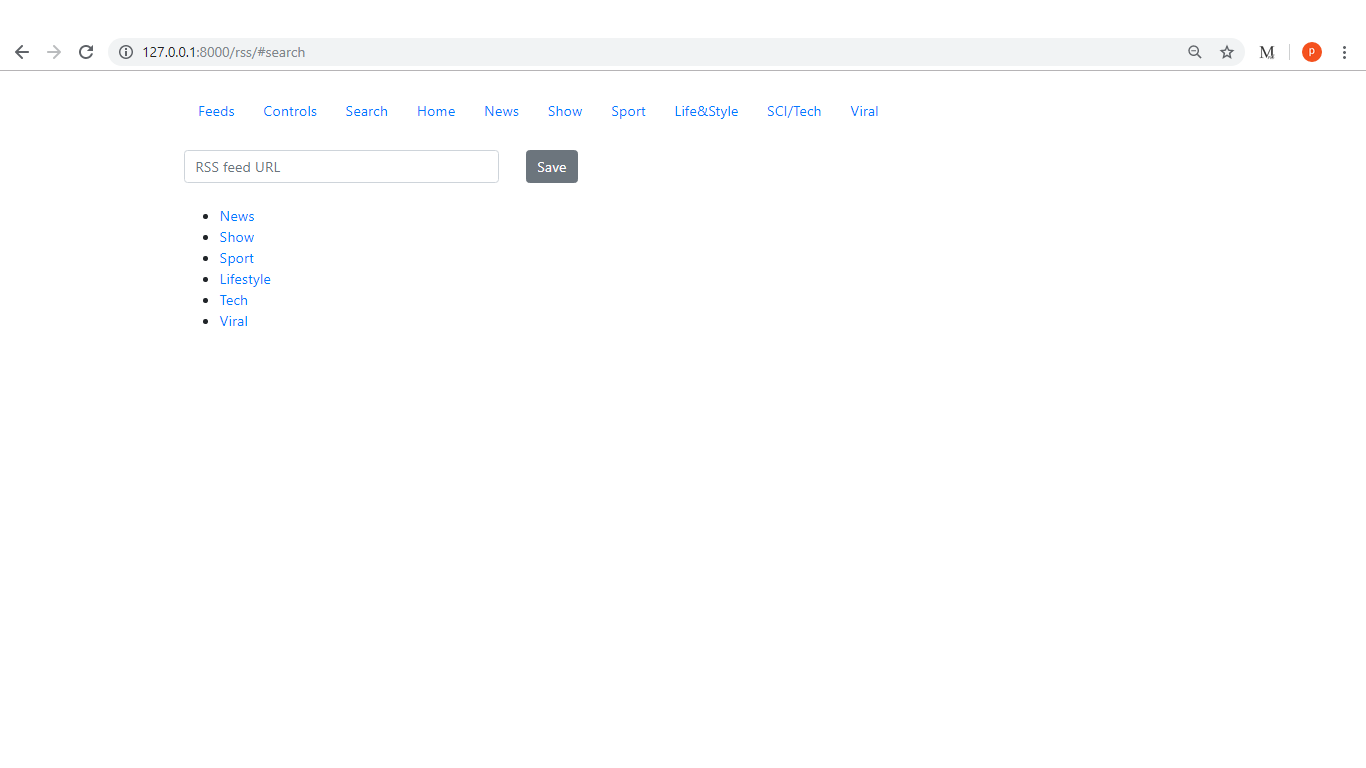 127.0.0.1:8000/rss/#search
M
P
Feeds Controls Search Home News Show Sport Life&Style SCI/Tech Viral
RSS feed URL Save
News
Show
Sport
Lifestyle
Tech
Viral